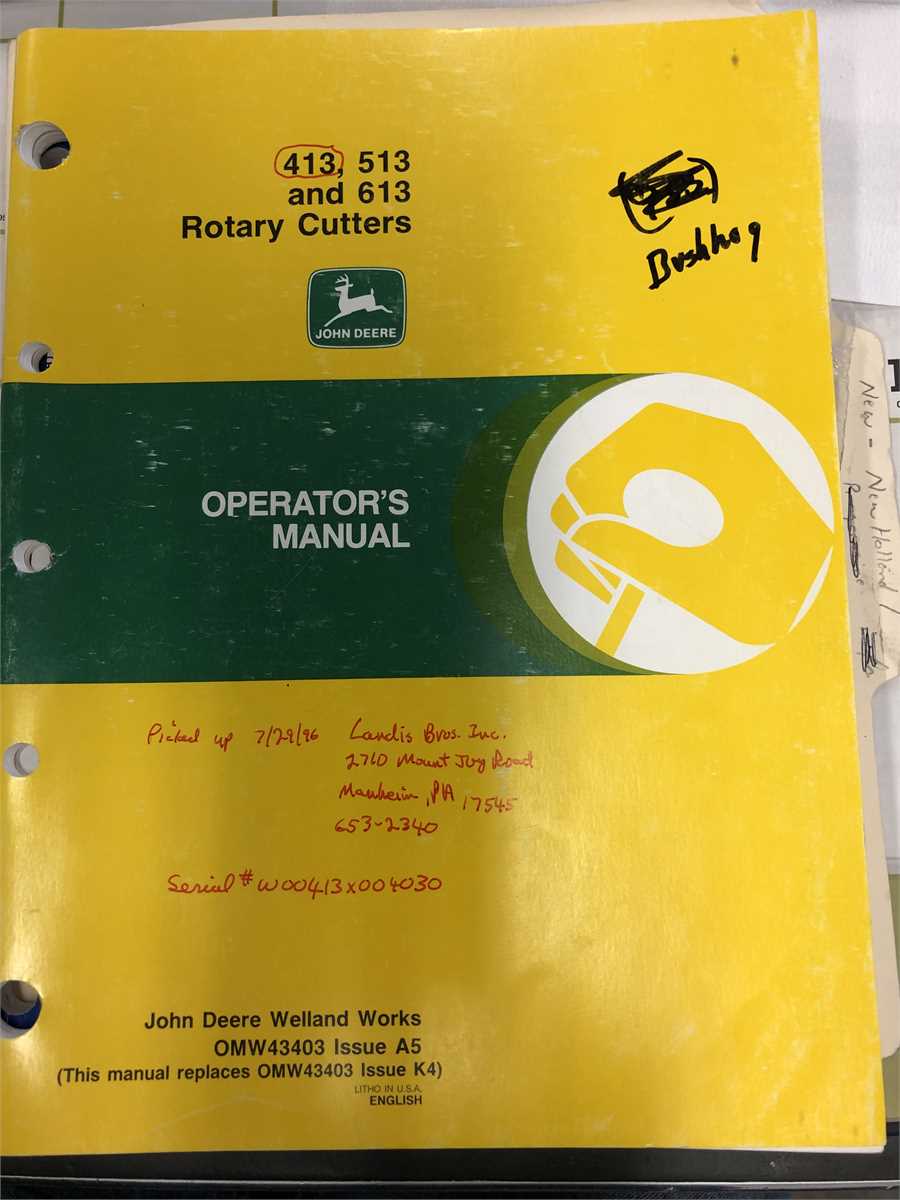 413, 513
and 613
Rotary Cutters
Bushhog
JOHN DEERE
OPERATOR'S
MANUAL
New - New Holland /
Picked up 7/29/96 Landis Bros. Inc.
2710 Mount Joy Road
Manheim, PA 17545
653-2340
Serial # W00413X004030
John Deere Welland Works
OMW43403 Issue A5
(This manual replaces OMW43403 Issue K4)
LITHO IN U.S.A.
ENGLISH